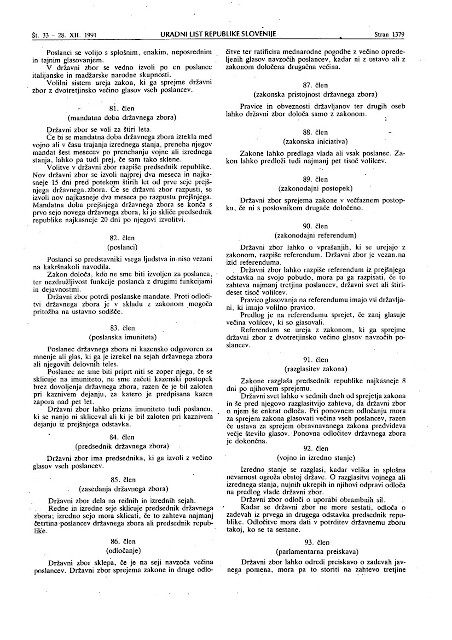 Št. 33 – 28. XII. 1991
URADNI LIST REPUBLIKE SLOVENIJE
Stran 1379
Poslanci se volijo s splošnim, enakim, neposrednim
in tajnim glasovanjem.
V državni zbor se vedno izvoli po en poslanec
italijanske in madžarske narodne skupnosti.
Volilni sistem ureja zakon, ki ga sprejme državni
zbor z dvotretjinsko večino glasov vseh poslancev.
81. člen
(mandatna doba državnega zbora)
Državni zbor se voli za štiri leta.
Če bi se mandatna doba državnega zbora iztekla med
vojno ali v času trajanja izrednega stanja, preneha njegov
mandat šest mesecev po prenehanju vojne ali izrednega
stanja, lahko pa tudi prej, če sam tako sklene.
Volitve v državni zbor razpiše predsednik republike.
Nov državni zbor se izvoli najprej dva meseca in najka-
sneje 15 dni pred potekom štirih let od prve seje prejš-
njega državnega zbora. Če se državni zbor razpusti, se
izvoli nov najkasneje dva meseca po razpustu prejšnjega.
Mandatna doba prejšnjega državnega zbora se konča s
prvo sejo novega državnega zbora, ki jo skliče predsednik
republike najkasneje 20 dni po njegovi izvolitvi.
82. člen
(poslanci)
Poslanci so predstavniki vsega ljudstva in niso vezani
na kakršnakoli navodila.
Zakon določa, kdo ne sme biti izvoljen za poslanca,
ter nezdružljivost funkcije poslanca z drugimi funkcijami
in dejavnostmi.
Državni zbor potrdi poslanske mandate. Proti odloči-
tvi državnega zbora je v skladu z zakonom mogoča
pritožba na ustavno sodišče.
83. člen
(poslanska imuniteta)
Poslanec državnega zbora ni kazensko odgovoren za
mnenje ali glas, ki ga je izrekel na sejah državnega zbora
ali njegovih delovnih teles.
Poslanec ne sme biti priprt niti se zoper njega, če se
sklicuje na imuniteto, ne sme začeti kazenski postopek
brez dovoljenja državnega zbora, razen če je bil zaloten
pri kaznivem dejanju, za katero je predpisana kazen
zapora nad pet let.
Državni zbor lahko prizna imuniteto tudi poslancu,
ki se nanjo ni skliceval ali ki je bil zaloten pri kaznivem
dejanju iz prejšnjega odstavka.
84. člen
(predsednik državnega zbora)
Državni zbor ima predsednika, ki ga izvoli z večino
glasov vseh poslancev.
85. člen
(zasedanja državnega zbora)
Državni zbor dela na rednih in izrednih sejah.
Redne in izredne seje sklicuje predsednik državnega
zbora; izredno sejo mora sklicati, če to zahteva najmanj
četrtina poslancev državnega zbora ali predsednik repub-
like.
86. člen
(odločanje)
Državni zbor sklepa, če je na seji navzoča večina
poslancev. Državni zbor sprejema zakone in druge odlo-
čitve ter ratificira mednarodne pogodbe z večino oprede-
ljenih glasov navzočih poslancev, kadar ni z ustavo ali z
zakonom določena drugačna večina.
87. člen
(zakonska pristojnost državnega zbora)
Pravice in obveznosti državljanov ter drugih oseb
lahko državni zbor določa samo z zakonom.
88. člen
(zakonska iniciativa)
Zakone lahko predlaga vlada ali vsak poslanec. Za-
kon lahko predloži tudi najmanj pet tisoč volilcev.
89. člen
(zakonodajni postopek)
Državni zbor sprejema zakone v večfaznem postop-
ku, če ni s poslovnikom drugače določeno.
90. člen
(zakonodajni referendum)
Državni zbor lahko o vprašanjih, ki se urejajo z
zakonom, razpiše referendum. Državni zbor je vezan na
izid referenduma.
Državni zbor lahko razpiše referendum iz prejšnjega
odstavka na svojo pobudo, mora pa ga razpisati, če to
zahteva najmanj tretjina poslancev, državni svet ali štiri-
deset tisoč volilcev.
Pravico glasovanja na referendumu imajo vsi državlja-
ni, ki imajo volilno pravico.
Predlog je na referendumu sprejet, če zanj glasuje
večina volilcev, ki so glasovali.
Referendum se ureja z zakonom, ki ga sprejme
državni zbor z dvotretjinsko večino glasov navzočih po-
slancev.
91. člen
(razglasitev zakona)
Zakone razglaša predsednik republike najkasneje 8
dni po njihovem sprejemu.
Državni svet lahko v sedmih dneh od sprejetja zakona
in še pred njegovo razglasitvijo zahteva, da državni zbor
o njem še enkrat odloča. Pri ponovnem odločanju mora
za sprejem zakona glasovati večina vseh poslancev, razen
če ustava za sprejem obravnavanega zakona predvideva
večje število glasov. Ponovna odločitev državnega zbora
je dokončna.
92. člen
(vojno in izredno stanje)
Izredno stanje se razglasi, kadar velika in splošna
nevarnost ogroža obstoj države. O razglasitvi vojnega ali
izrednega stanja, nujnih ukrepih in njihovi odpravi odloča
na predlog vlade državni zbor.
Državni zbor odloči o uporabi obrambnih sil.
Kadar se državni zbor ne more sestati, odloča o
zadevah iz prvega in drugega odstavka predsednik repu-
blike. Odločitve mora dati v potrditev državnemu zboru
takoj, ko se ta sestane.
93. člen
(parlamentarna preiskava)
Državni zbor lahko odredi preiskavo o zadevah jav-
nega pomena, mora pa to storiti na zahtevo tretjine